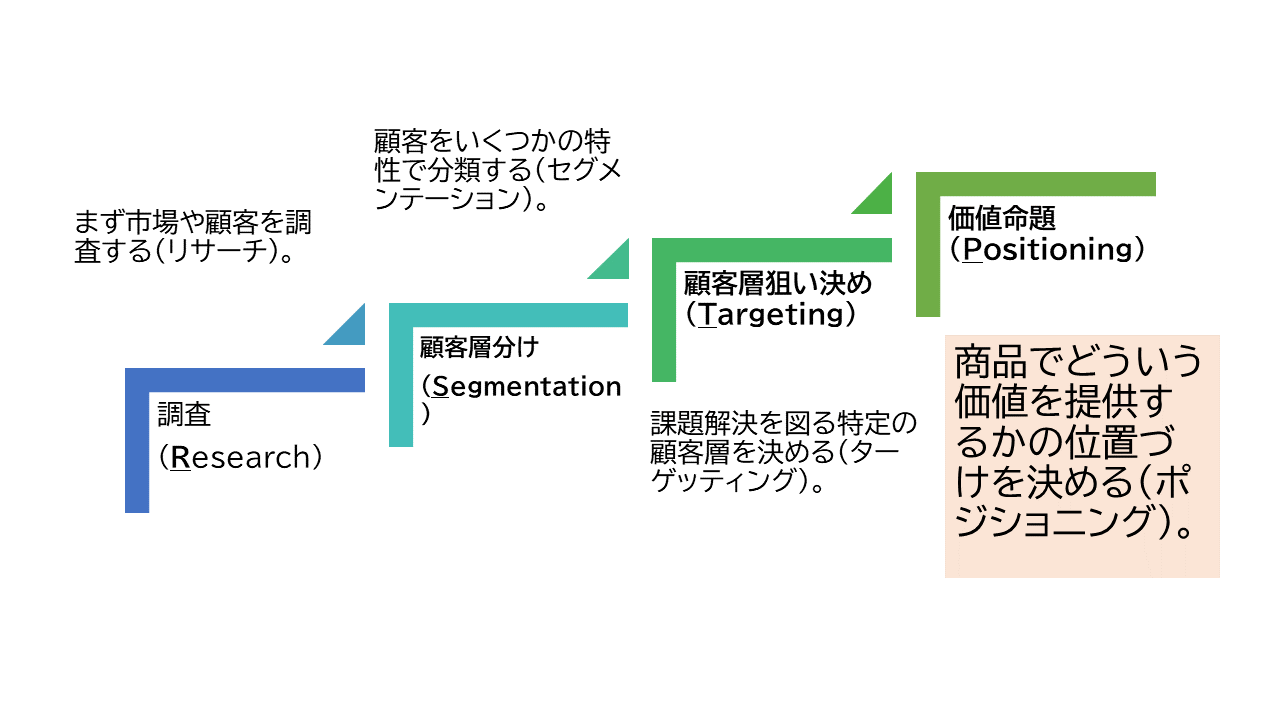 まず市場や顧客を調
査する(リサーチ)。
調査
(Research)
顧客をいくつかの特
性で分類する(セグメ
ンテーション)。
顧客層分け
(Segmentation
)
顧客層狙い決め
(Targeting)
課題解決を図る特定の
顧客層を決める(ター
ゲッティング)。
価値命題
(Positioning)
商品でどういう
価値を提供す
るかの位置づ
けを決める(ポ
ジショニング)。